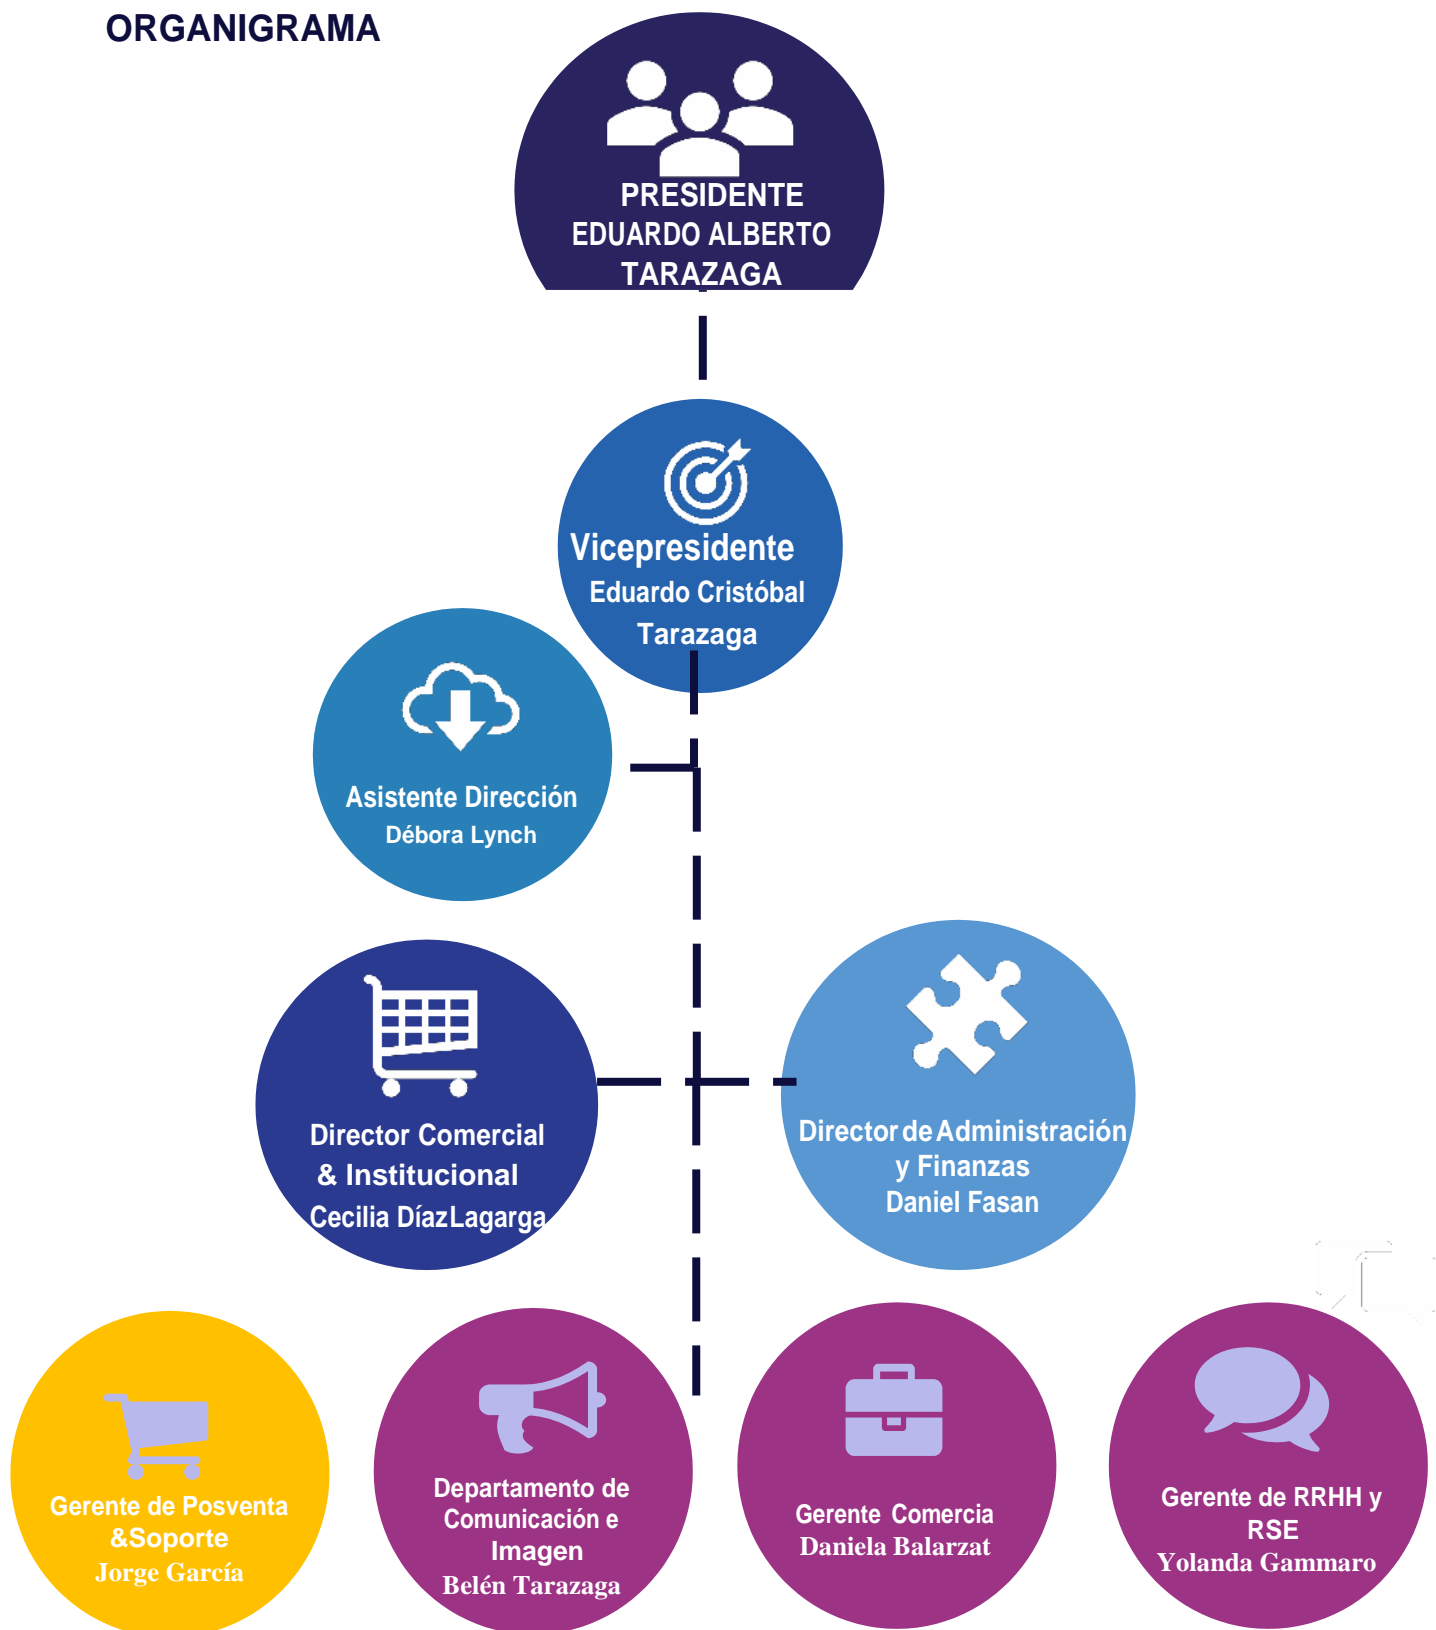 ORGANIGRAMA
PRESIDENTE
EDUARDO ALBERTO
TARAZAGA
Vicepresidente
Eduardo Cristóbal
Tarazaga
Asistente Dirección
Débora Lynch
Director Comercial
& Institucional
Cecilia Díaz Lagarga
Director de Administración
y Finanzas
Daniel Fasan
Gerente de Posventa
&Soporte
Jorge García
Departamento de
Comunicación e
Imagen
Belén Tarazaga
Gerente Comercia
Daniela Balarzat
Gerente de RRHH y
RSE
Yolanda Gammaro